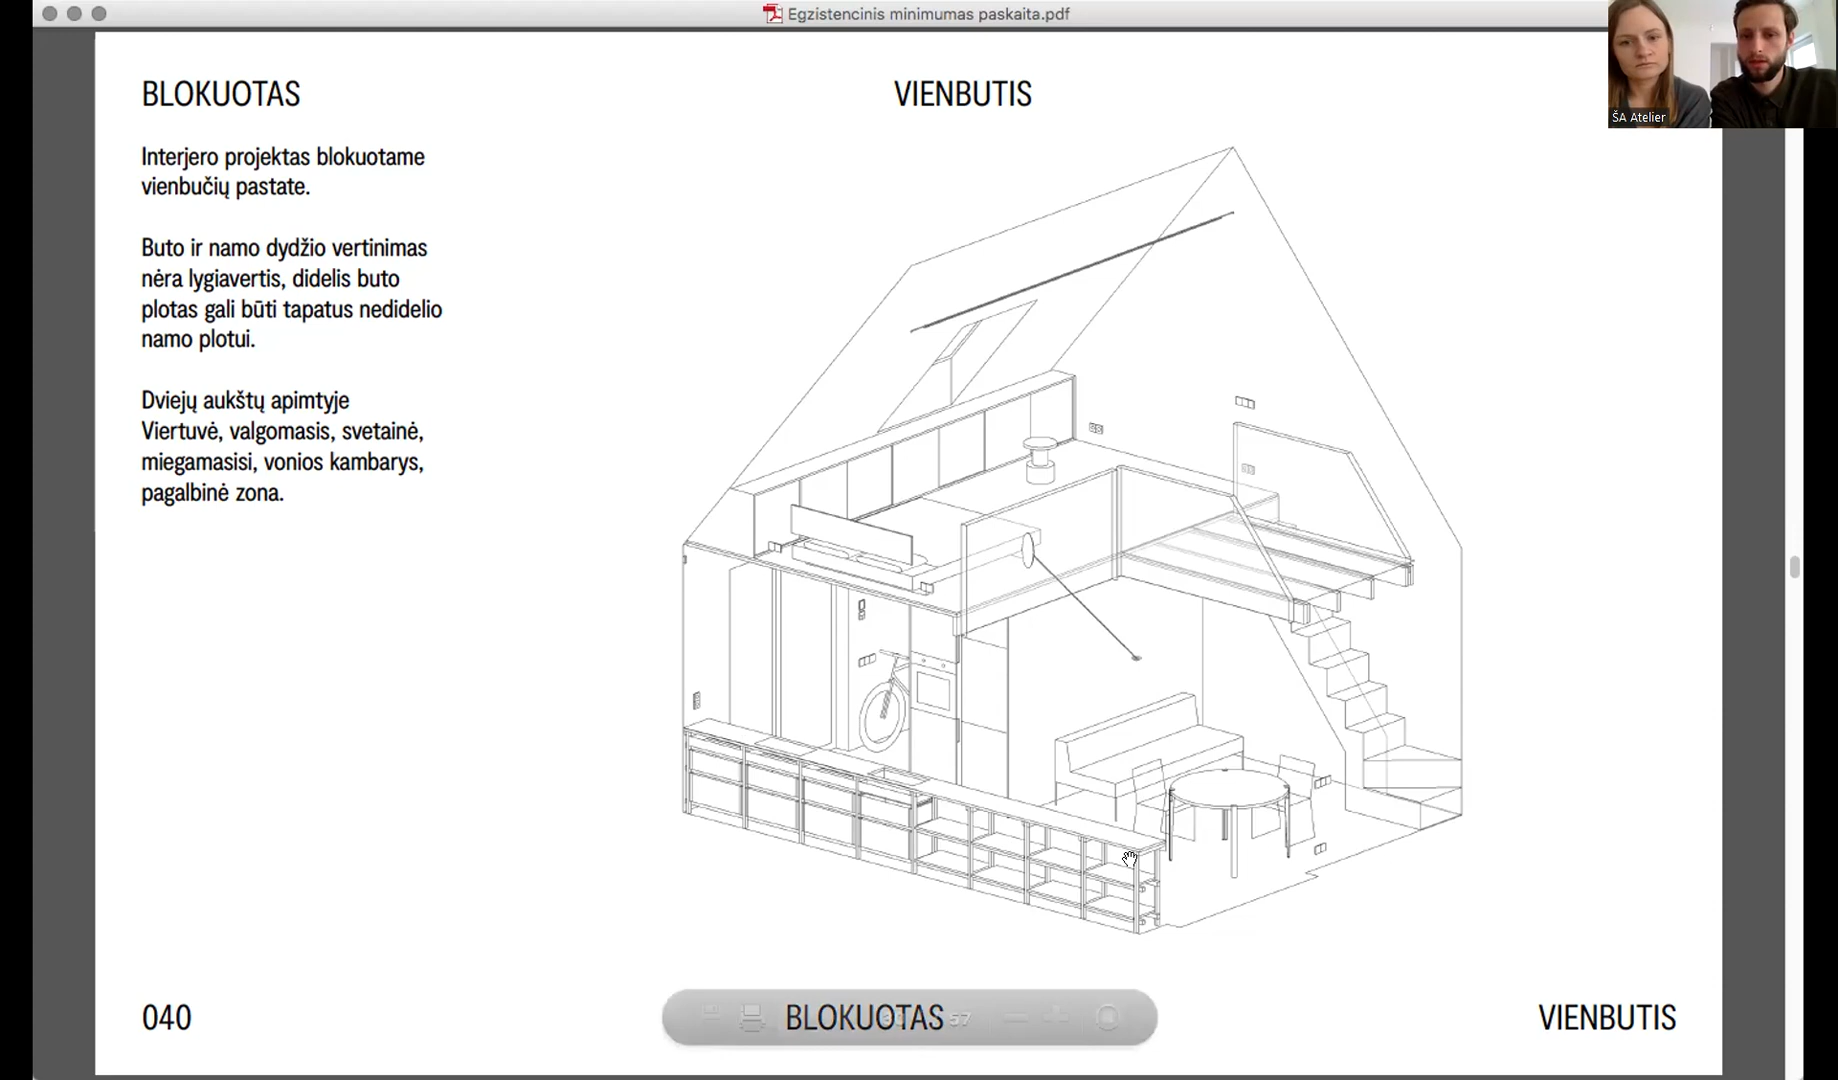 Egzistencinis minimumas paskaita.pdf
ŠA Atelier
BLOKUOTAS
VIENBUTIS
Interjero projektas blokuotame
vienbučių pastate.
Buto ir namo dydžio vertinimas
nėra lygiavertis, didelis buto
plotas gali būti tapatus nedidelio
namo plotui.
Dviejų aukštų apimtyje
Viertuvė, valgomasis, svetainė,
miegamasisi, vonios kambarys,
pagalbinė zona.
040
BLOKUOTAS
57
VIENBUTIS